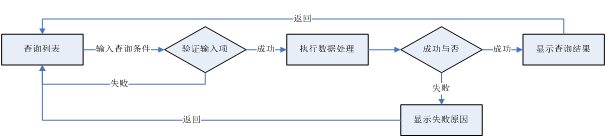 返回
查询列表
输入查询条件
验证输入项
成功
执行数据处理
成功与否
成功
显示查询结果
失败
失败
返回
显示失败原因